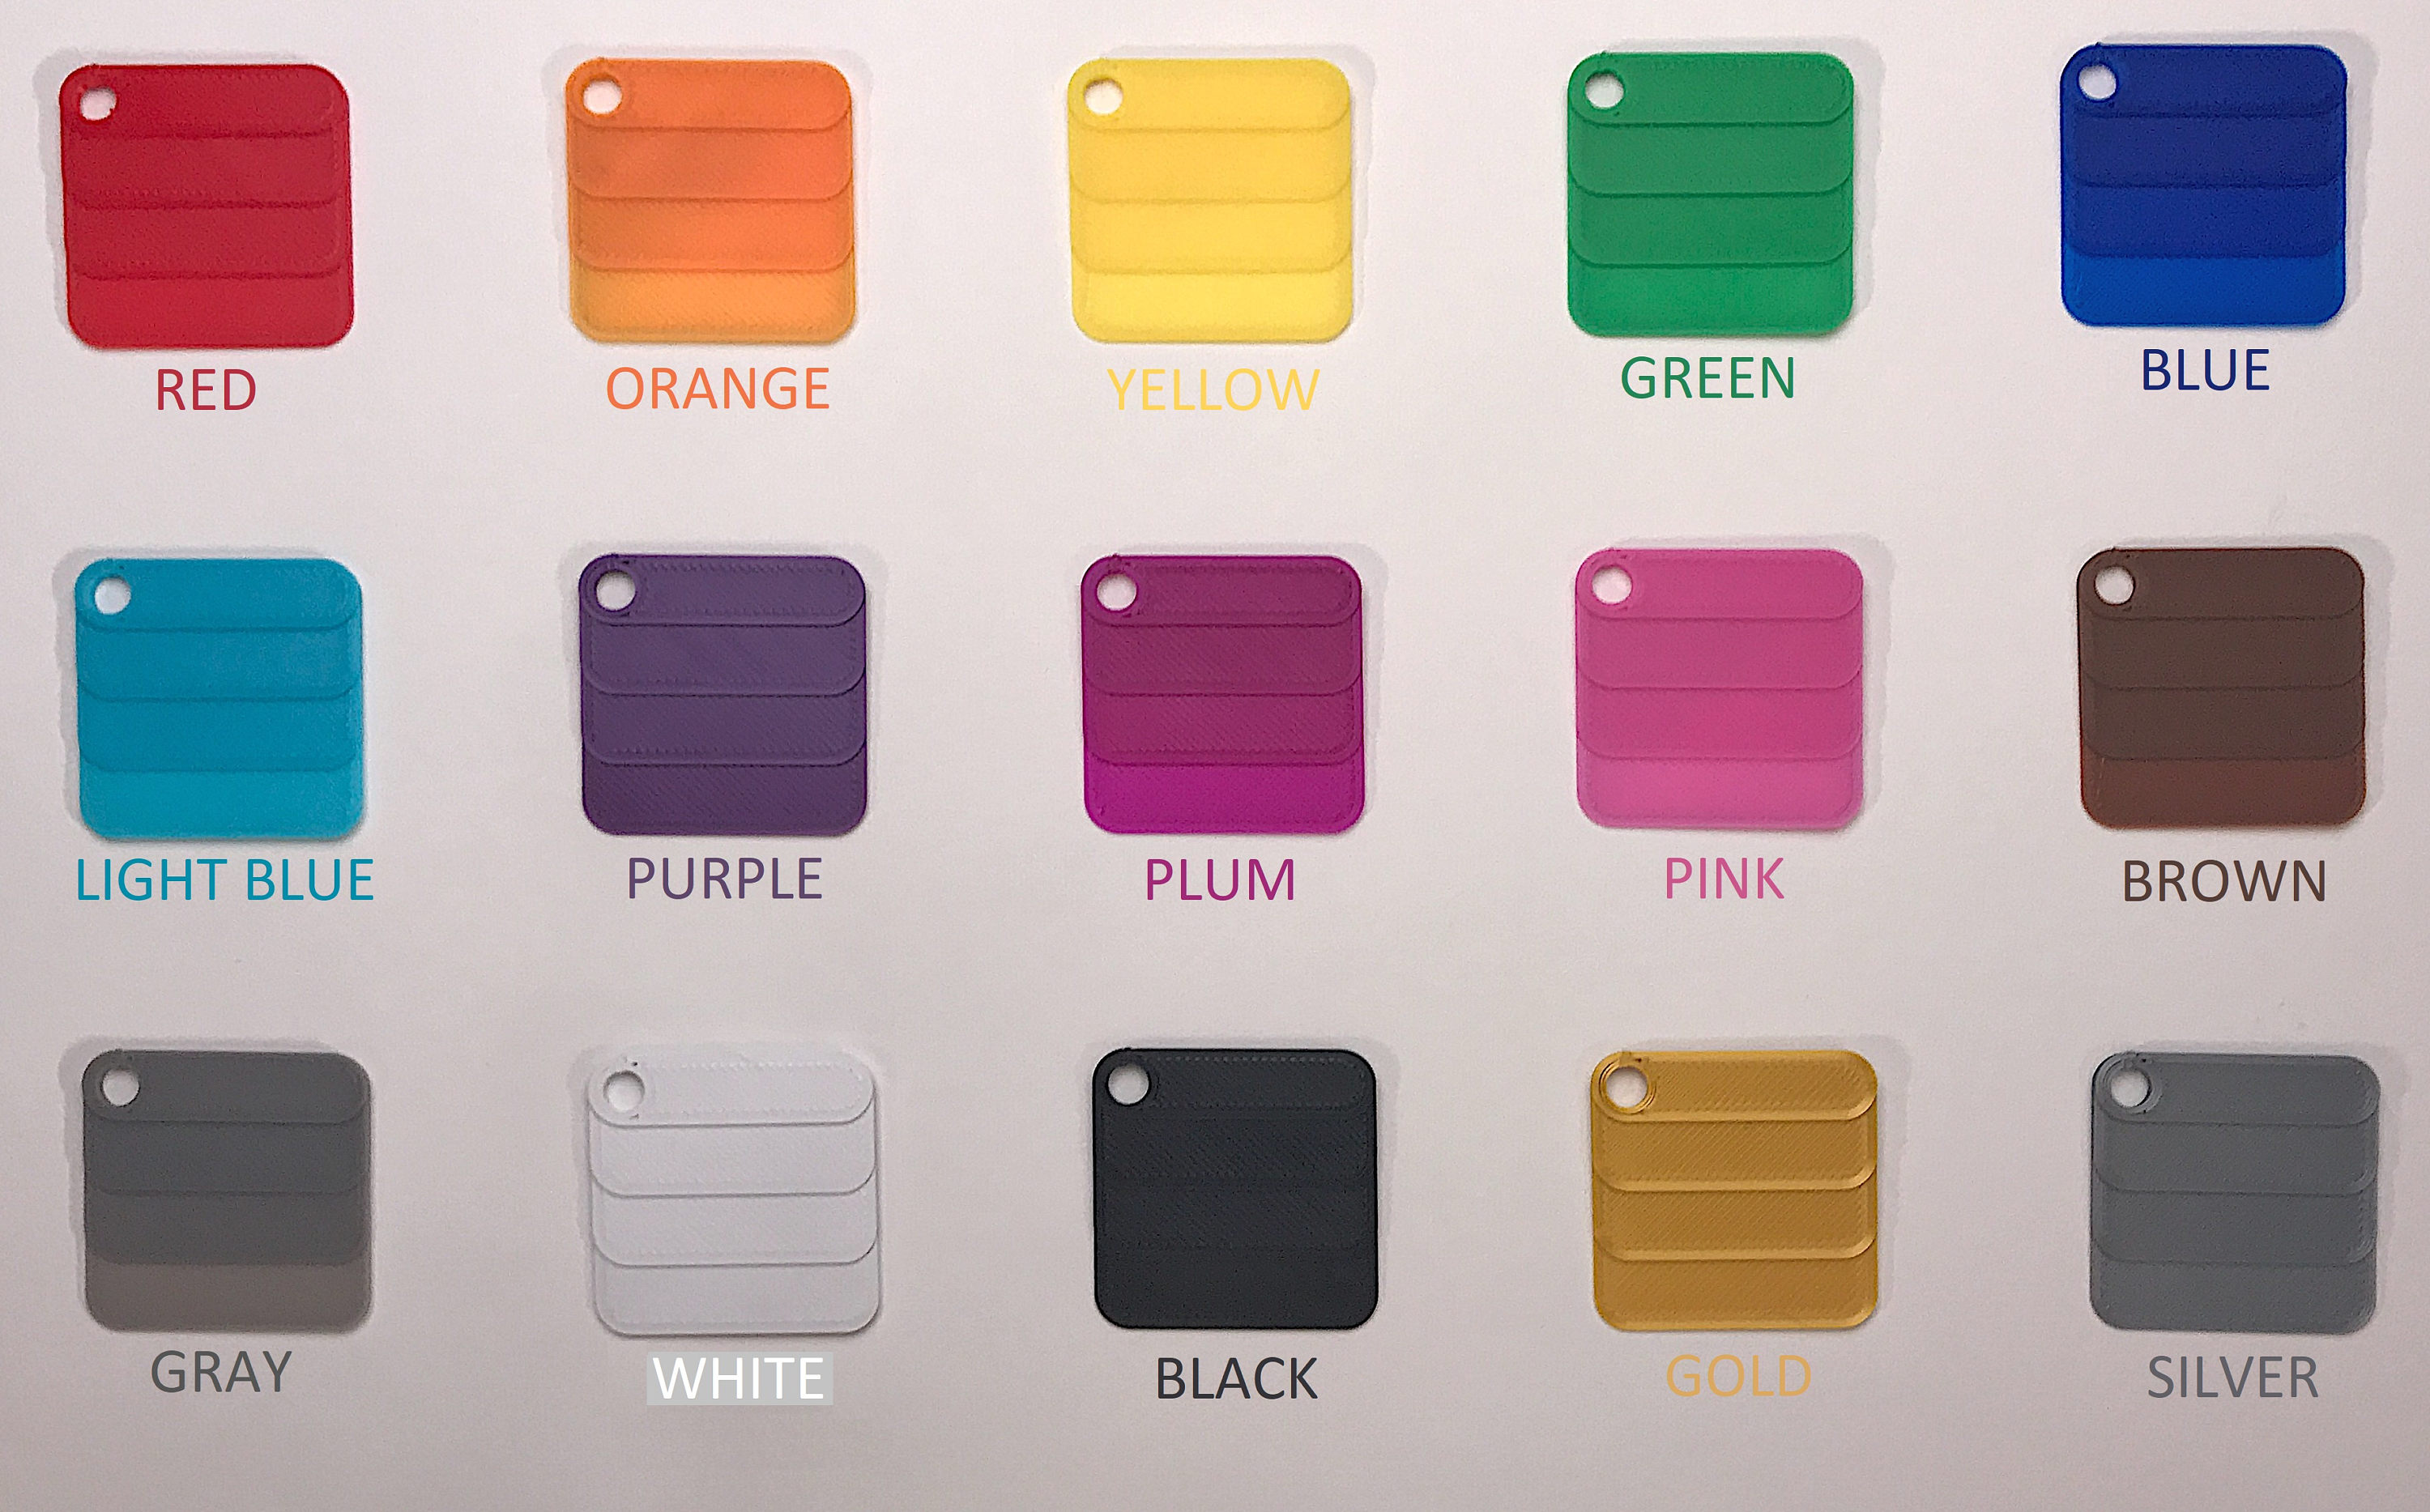 RED
ORANGE
YELLOW
GREEN
BLUE
LIGHT BLUE
PURPLE
PLUM
PINK
BROWN
GRAY
WHITE
BLACK
GOLD
SILVER